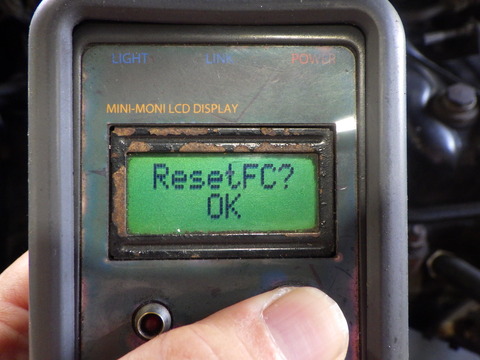 LIGHT LINK POWER
MINI-MONI LCD DISPLAY
ResetFC?
OK